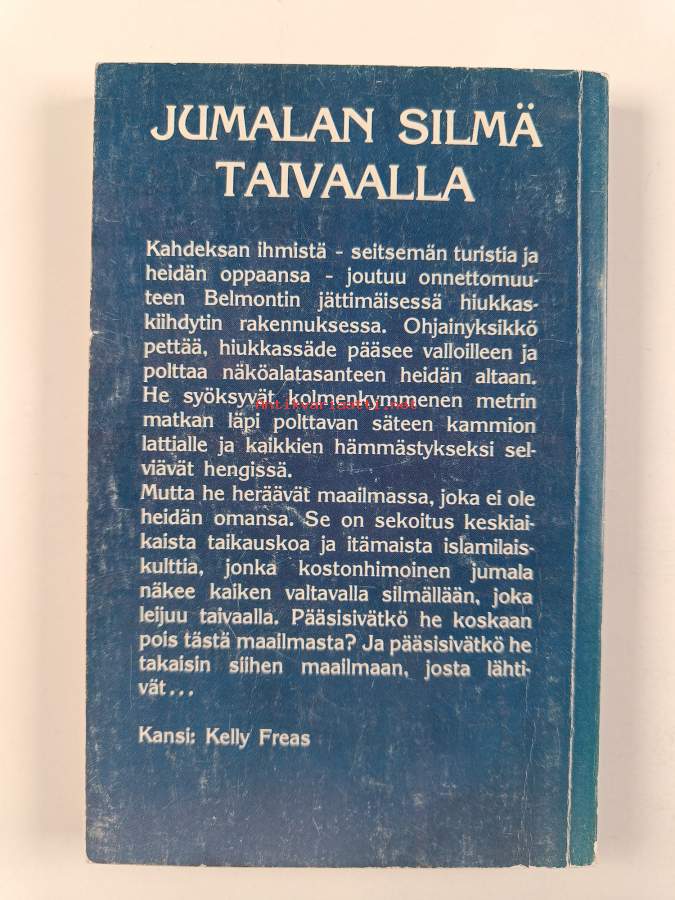 JUMALAN SILMÄ
TAIVAALLA
Kahdeksan ihmistä - seitsemän turistia ja
heidän oppaansa - joutuu onnettomuu-
teen Belmontin jättimäisessä hiukkas-
kiihdytin rakennuksessa. Ohjainyksikkö
pettää, hiukkassäde pääsee valloilleen ja
polttaa näköalatasanteen heidän altaan.
He syöksyvät kolmenkymmenen metrin
Antikvariaatti.net
matkan läpi polttavan säteen kammion
lattialle ja kaikkien hämmästykseksi sel-
viävät hengissä.
Mutta he heräävät maailmassa, joka ei ole
heidän omansa. Se on sekoitus keskiai-
kaista taikauskoa ja itämaista islamilais-
kulttia, jonka kostonhimoinen jumala
näkee kaiken valtavalla silmällään, joka
leijuu taivaalla. Pääsisivätkö he koskaan
pois tästä maailmasta? Ja pääsisivätkö he
takaisin siihen maailmaan, josta lähti-
vät...
Kansi: Kelly Freas